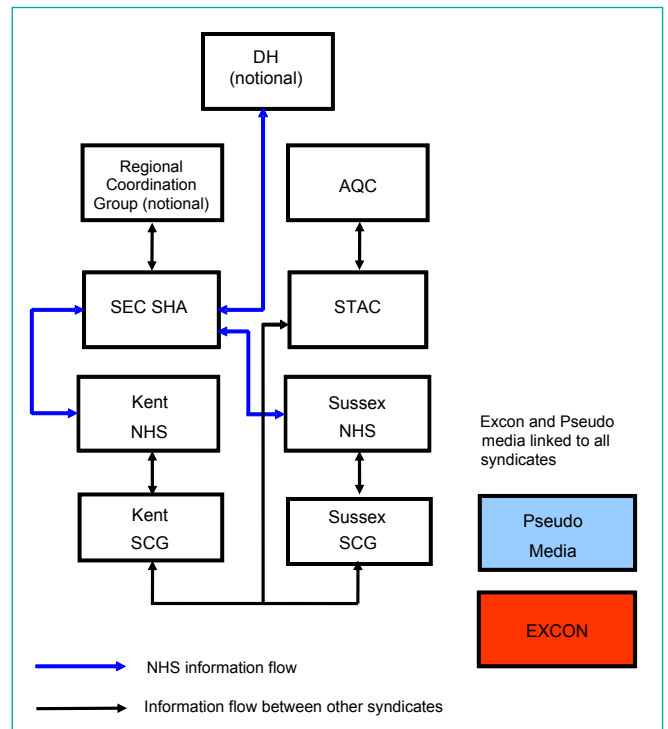 DH
(notional)
Regional
Coordination
Group (notional)
AQC
SEC SHA
STAC
Kent
NHS
Sussex
NHS
Excon and Pseudo
media linked to all
syndicates
Kent
SCG
Sussex
SCG
Pseudo
Media
EXCON
NHS information flow
Information flow between other syndicates